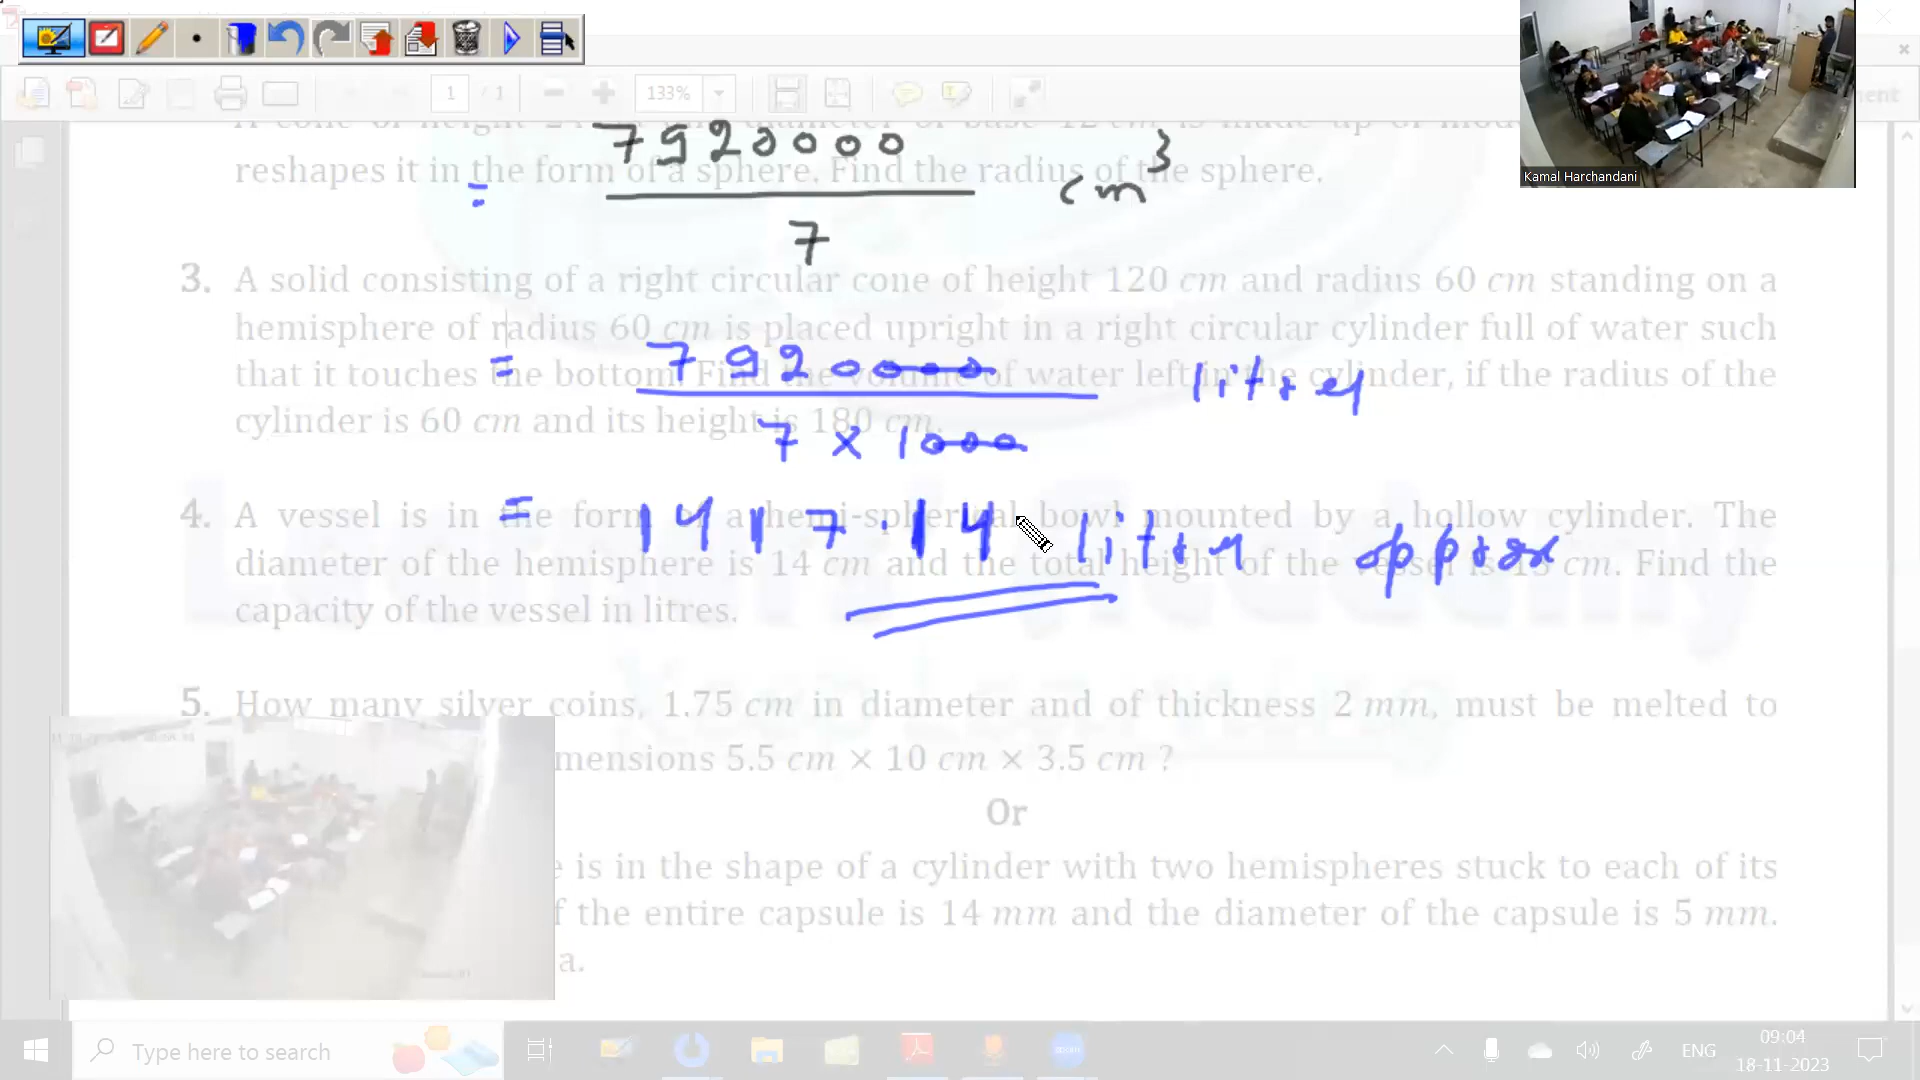 1 / 1
133%
Kamal Harchandani
7920000
cm³
=
7
reshapes it in the form of a sphere. Find the radius of the sphere.
3. A solid consisting of a right circular cone of height 120 cm and radius 60 cm standing on a
hemisphere of radius 60 cm is placed upright in a right circular cylinder full of water such
that it touches the bottom. Find the volume of water left in the cylinder, if the radius of the
cylinder is 60 cm and its height is 180 cm.
= 7920000
7 × 1000
= 1417.14
4. A vessel is in the form of a hemi-spherical bowl mounted by a hollow cylinder. The
diameter of the hemisphere is 14 cm and the total height of the vessel is 13 cm. Find the
capacity of the vessel in litres.
5. How many silver coins, 1.75 cm in diameter and of thickness 2 mm, must be melted to
mensions 5.5 cm × 10 cm × 3.5 cm ?
Or
is in the shape of a cylinder with two hemispheres stuck to each of its
the entire capsule is 14 mm and the diameter of the capsule is 5 mm.
Type here to search
zoom
ENG
09:04
18-11-2023